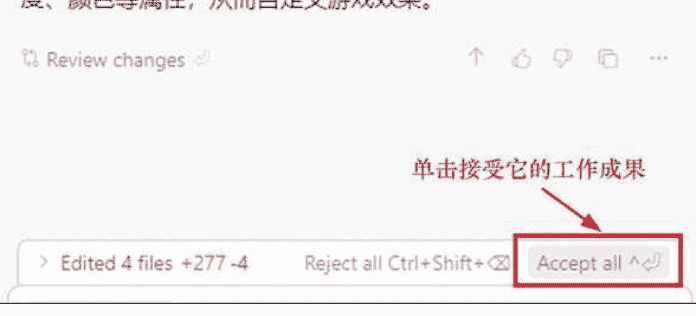 度、颜色等属性，从而自定义游戏效果。
Review changes ⏎
单击接受它的工作成果
> Edited 4 files +277 -4 Reject all Ctrl+Shift+⌫ Accept all ^⏎